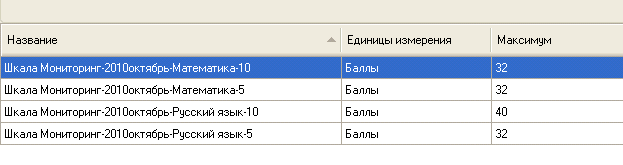 Название Единицы измерения Максимум
Шкала Мониторинг-2010октябрь-Математика-10 Баллы 32
Шкала Мониторинг-2010октябрь-Математика-5 Баллы 32
Шкала Мониторинг-2010октябрь-Русский язык-10 Баллы 40
Шкала Мониторинг-2010октябрь-Русский язык-5 Баллы 32